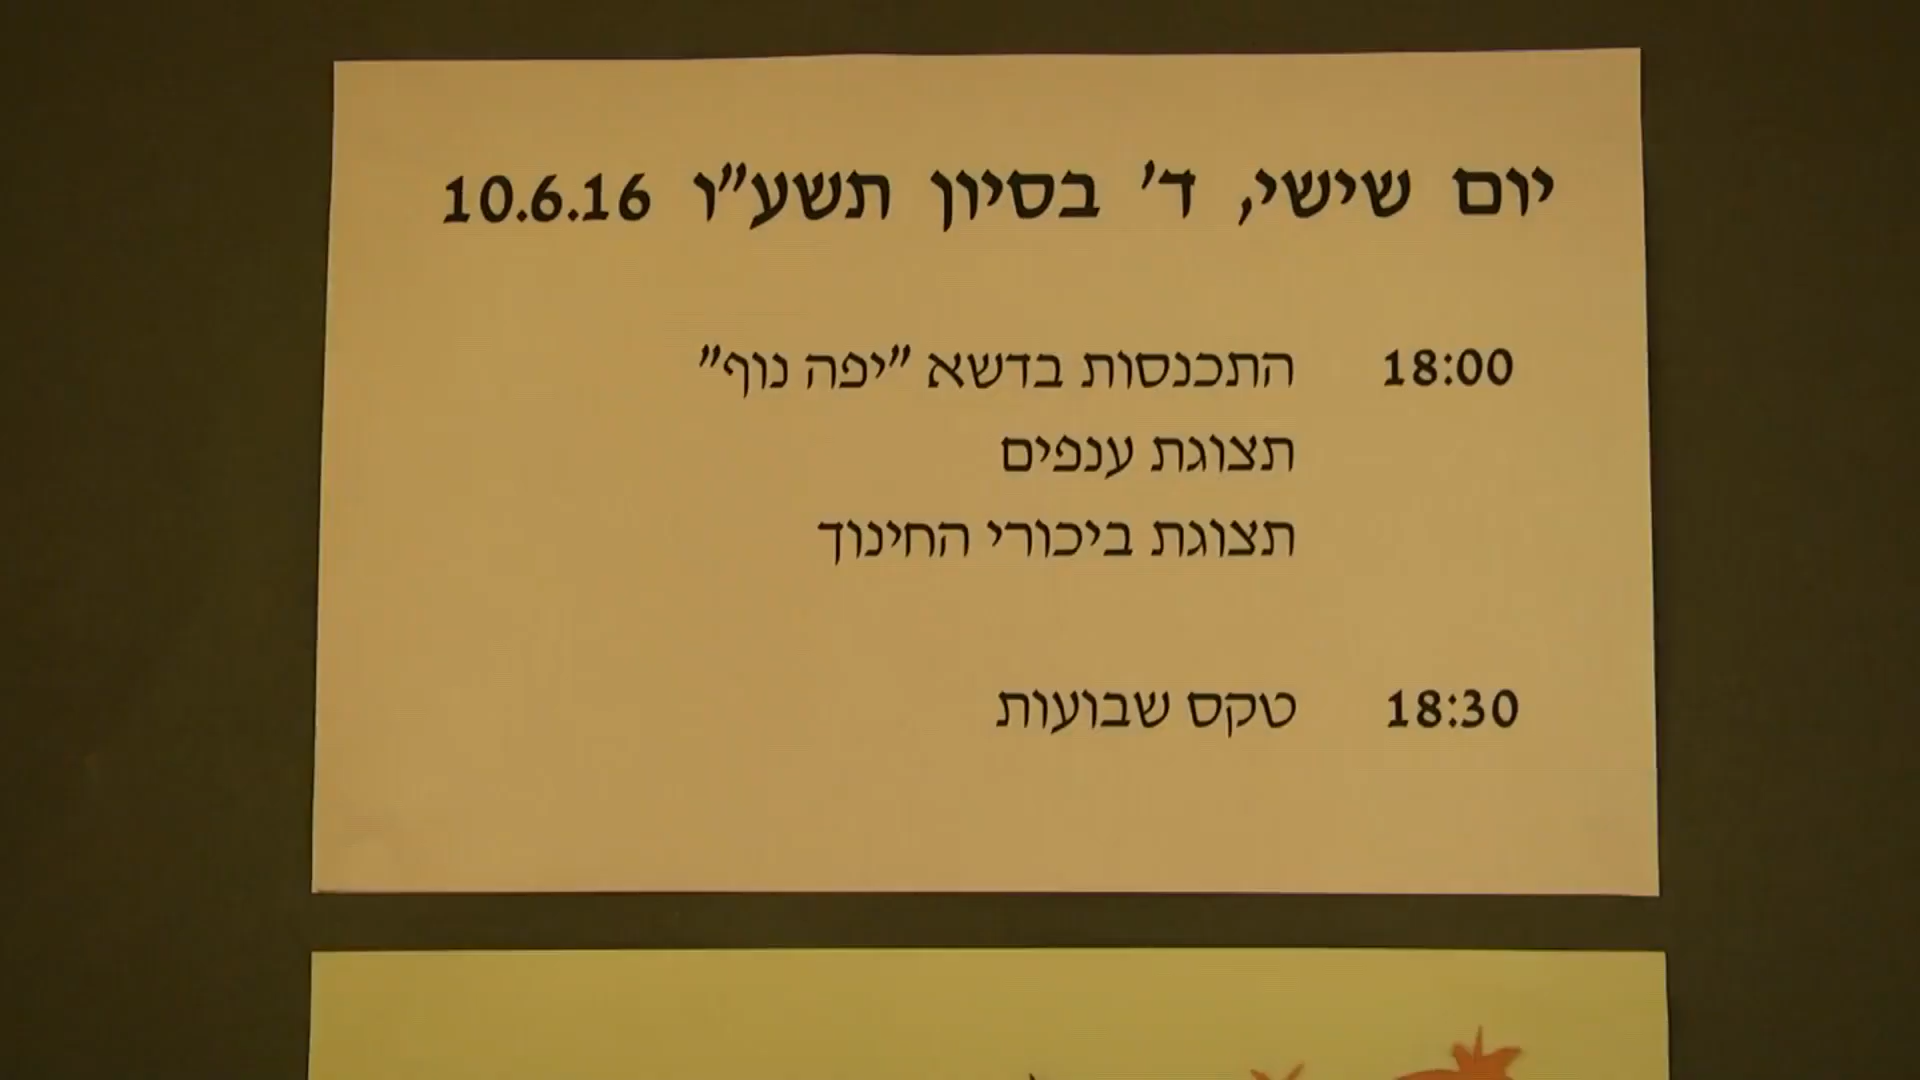 יום שישי, ד' בסיון תשע"ו 10.6.16
18:00 התכנסות בדשא "יפה נוף"
תצוגת ענפים
תצוגת ביכורי החינוך
18:30 טקס שבועות